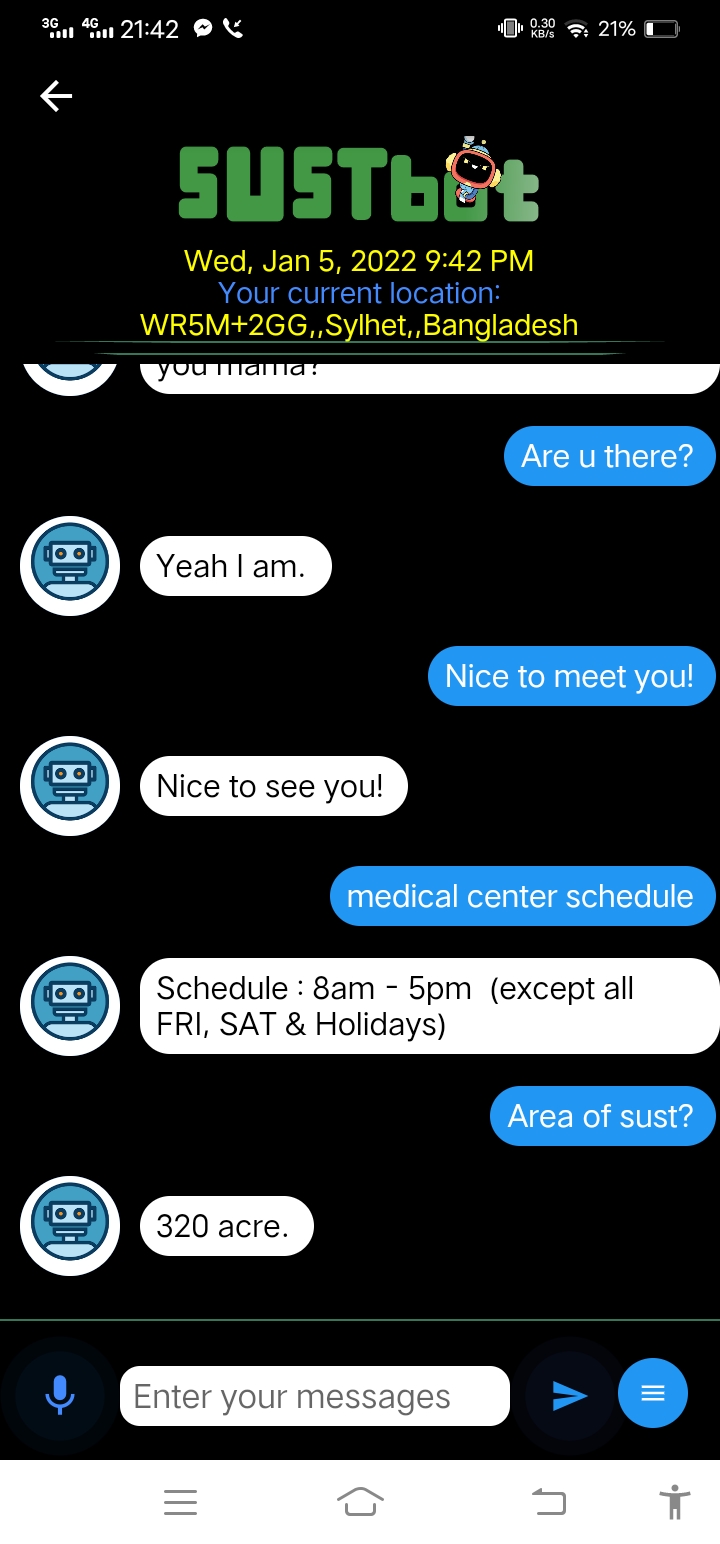 3G 4G 21:42 0.30 KB/s 21%
SUSTbot
Wed, Jan 5, 2022 9:42 PM
Your current location:
WR5M+2GG,,Sylhet,,Bangladesh
you mama?
Are u there?
Yeah I am.
Nice to meet you!
Nice to see you!
medical center schedule
Schedule : 8am - 5pm (except all
FRI, SAT & Holidays)
Area of sust?
320 acre.
Enter your messages